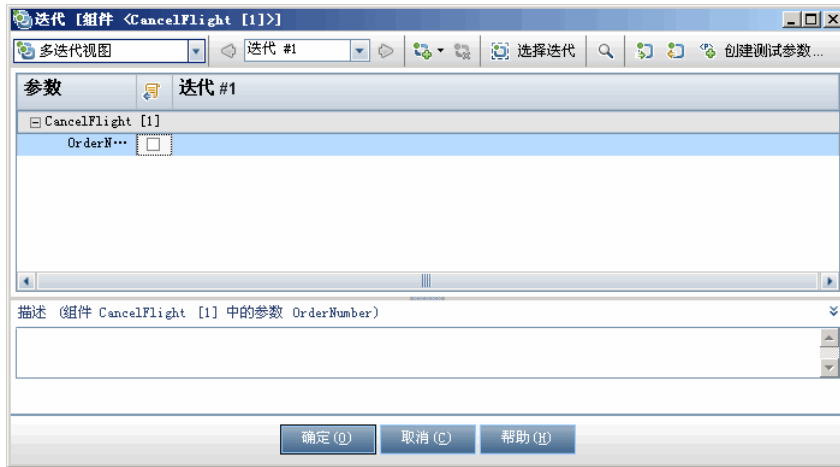 迭代 [组件 <CancelFlight [1]>]
多迭代视图 迭代 #1 选择迭代 创建测试参数...
参数 迭代 #1
CancelFlight [1]
OrderN...
描述 (组件 CancelFlight [1] 中的参数 OrderNumber)
确定(O) 取消(C) 帮助(H)